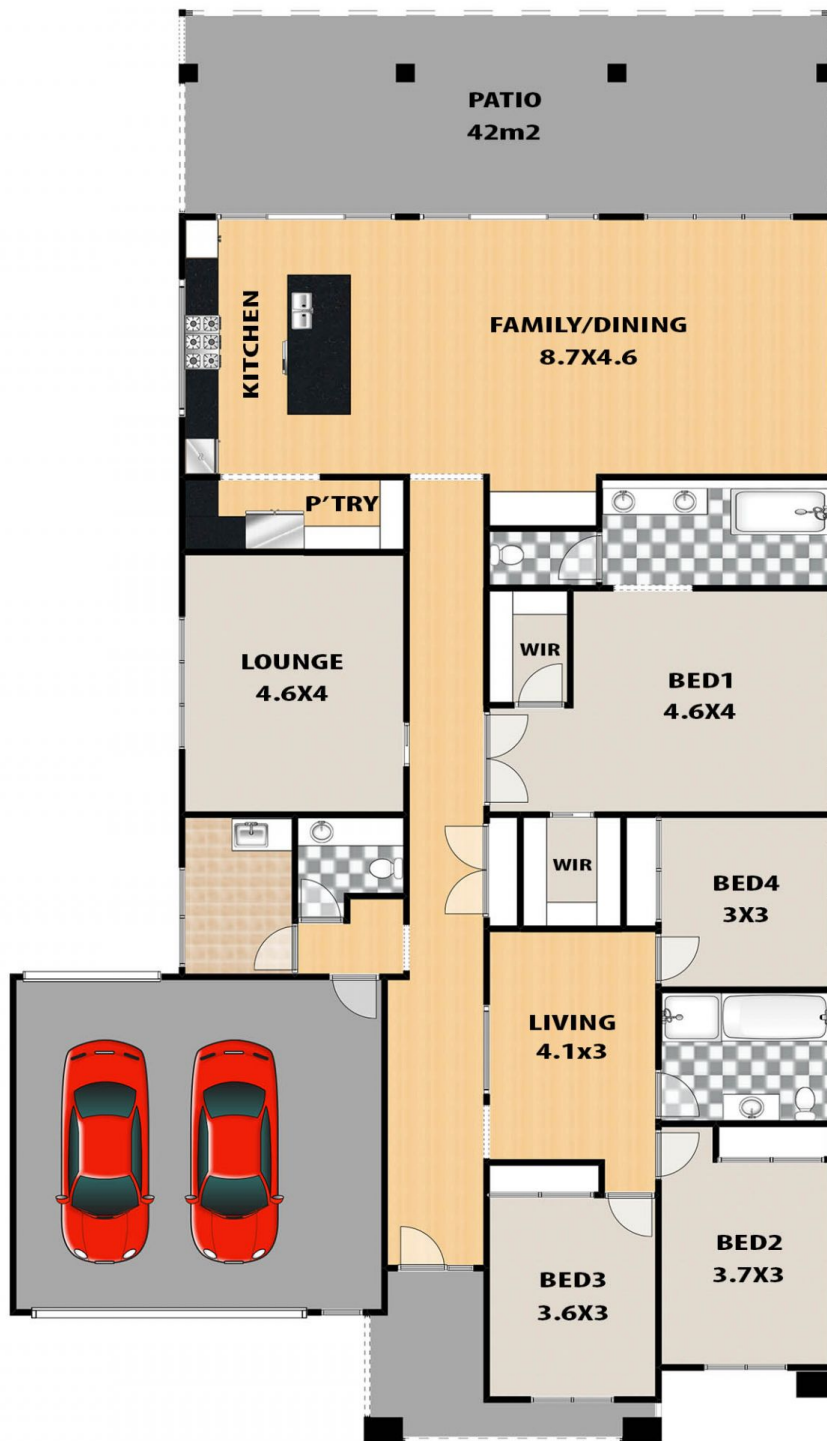 PATIO
42m2
KITCHEN
FAMILY/DINING
8.7X4.6
P'TRY
LOUNGE
4.6X4
WIR
BED1
4.6X4
WIR
BED4
3X3
LIVING
4.1x3
BED2
3.7X3
BED3
3.6X3